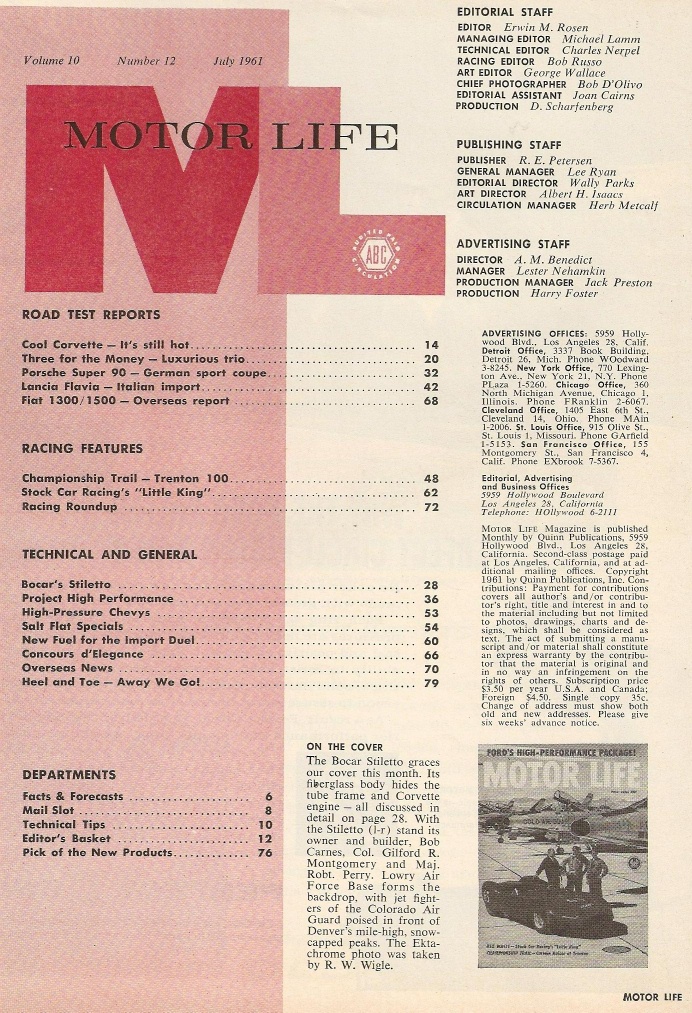 Volume 10 Number 12 July 1961
MOTOR LIFE
AUDITED PAID
ABC
CIRCULATION
ROAD TEST REPORTS
Cool Corvette — It's still hot 14
Three for the Money — Luxurious trio 20
Porsche Super 90 — German sport coupe 32
Lancia Flavia — Italian import 42
Fiat 1300/1500 — Overseas report 68
RACING FEATURES
Championship Trail — Trenton 100 48
Stock Car Racing's "Little King" 62
Racing Roundup 72
TECHNICAL AND GENERAL
Bocar's Stiletto 28
Project High Performance 36
High-Pressure Chevys 53
Salt Flat Specials 54
New Fuel for the Import Duel 60
Concours d'Elegance 66
Overseas News 70
Heel and Toe — Away We Go! 79
DEPARTMENTS
Facts & Forecasts 6
Mail Slot 8
Technical Tips 10
Editor's Basket 12
Pick of the New Products 76
ON THE COVER
The Bocar Stiletto graces
our cover this month. Its
fiberglass body hides the
tube frame and Corvette
engine — all discussed in
detail on page 28. With
the Stiletto (l-r) stand its
owner and builder, Bob
Carnes, Col. Gilford R.
Montgomery and Maj.
Robt. Perry. Lowry Air
Force Base forms the
backdrop, with jet fight-
ers of the Colorado Air
Guard poised in front of
Denver's mile-high, snow-
capped peaks. The Ekta-
chrome photo was taken
by R. W. Wigle.
EDITORIAL STAFF
EDITOR Erwin M. Rosen
MANAGING EDITOR Michael Lamm
TECHNICAL EDITOR Charles Nerpel
RACING EDITOR Bob Russo
ART EDITOR George Wallace
CHIEF PHOTOGRAPHER Bob D'Olivo
EDITORIAL ASSISTANT Joan Cairns
PRODUCTION D. Scharfenberg
PUBLISHING STAFF
PUBLISHER R. E. Petersen
GENERAL MANAGER Lee Ryan
EDITORIAL DIRECTOR Wally Parks
ART DIRECTOR Albert H. Isaacs
CIRCULATION MANAGER Herb Metcalf
ADVERTISING STAFF
DIRECTOR A. M. Benedict
MANAGER Lester Nehamkin
PRODUCTION MANAGER Jack Preston
PRODUCTION Harry Foster
ADVERTISING OFFICES: 5959 Holly-
wood Blvd., Los Angeles 28, Calif.
Detroit Office, 3337 Book Building,
Detroit 26, Mich. Phone WOodward
3-8245. New York Office, 770 Lexing-
ton Ave., New York 21, N.Y. Phone
PLaza 1-5260. Chicago Office, 360
North Michigan Avenue, Chicago 1,
Illinois. Phone FRanklin 2-6067.
Cleveland Office, 1405 East 6th St.,
Cleveland 14, Ohio. Phone MAin
1-2006. St. Louis Office, 915 Olive St.,
St. Louis 1, Missouri. Phone GArfield
1-5153. San Francisco Office, 155
Montgomery St., San Francisco 4,
Calif. Phone EXbrook 7-5367.
Editorial, Advertising
and Business Offices
5959 Hollywood Boulevard
Los Angeles 28, California
Telephone: HOllywood 6-2111
MOTOR LIFE Magazine is published
Monthly by Quinn Publications, 5959
Hollywood Blvd., Los Angeles 28,
California. Second-class postage paid
at Los Angeles, California, and at ad-
ditional mailing offices. Copyright
1961 by Quinn Publications, Inc. Con-
tributions: Payment for contributions
covers all author's and/or contribu-
tor's right, title and interest in and to
the material including but not limited
to photos, drawings, charts and de-
signs, which shall be considered as
text. The act of submitting a manu-
script and/or material shall constitute
an express warranty by the contribu-
tor that the material is original and
in no way an infringement on the
rights of others. Subscription price
$3.50 per year U.S.A. and Canada;
Foreign $4.50. Single copy 35c.
Change of address must show both
old and new addresses. Please give
six weeks' advance notice.
FORD'S HIGH-PERFORMANCE PACKAGE!
MOTOR LIFE
MOTOR LIFE